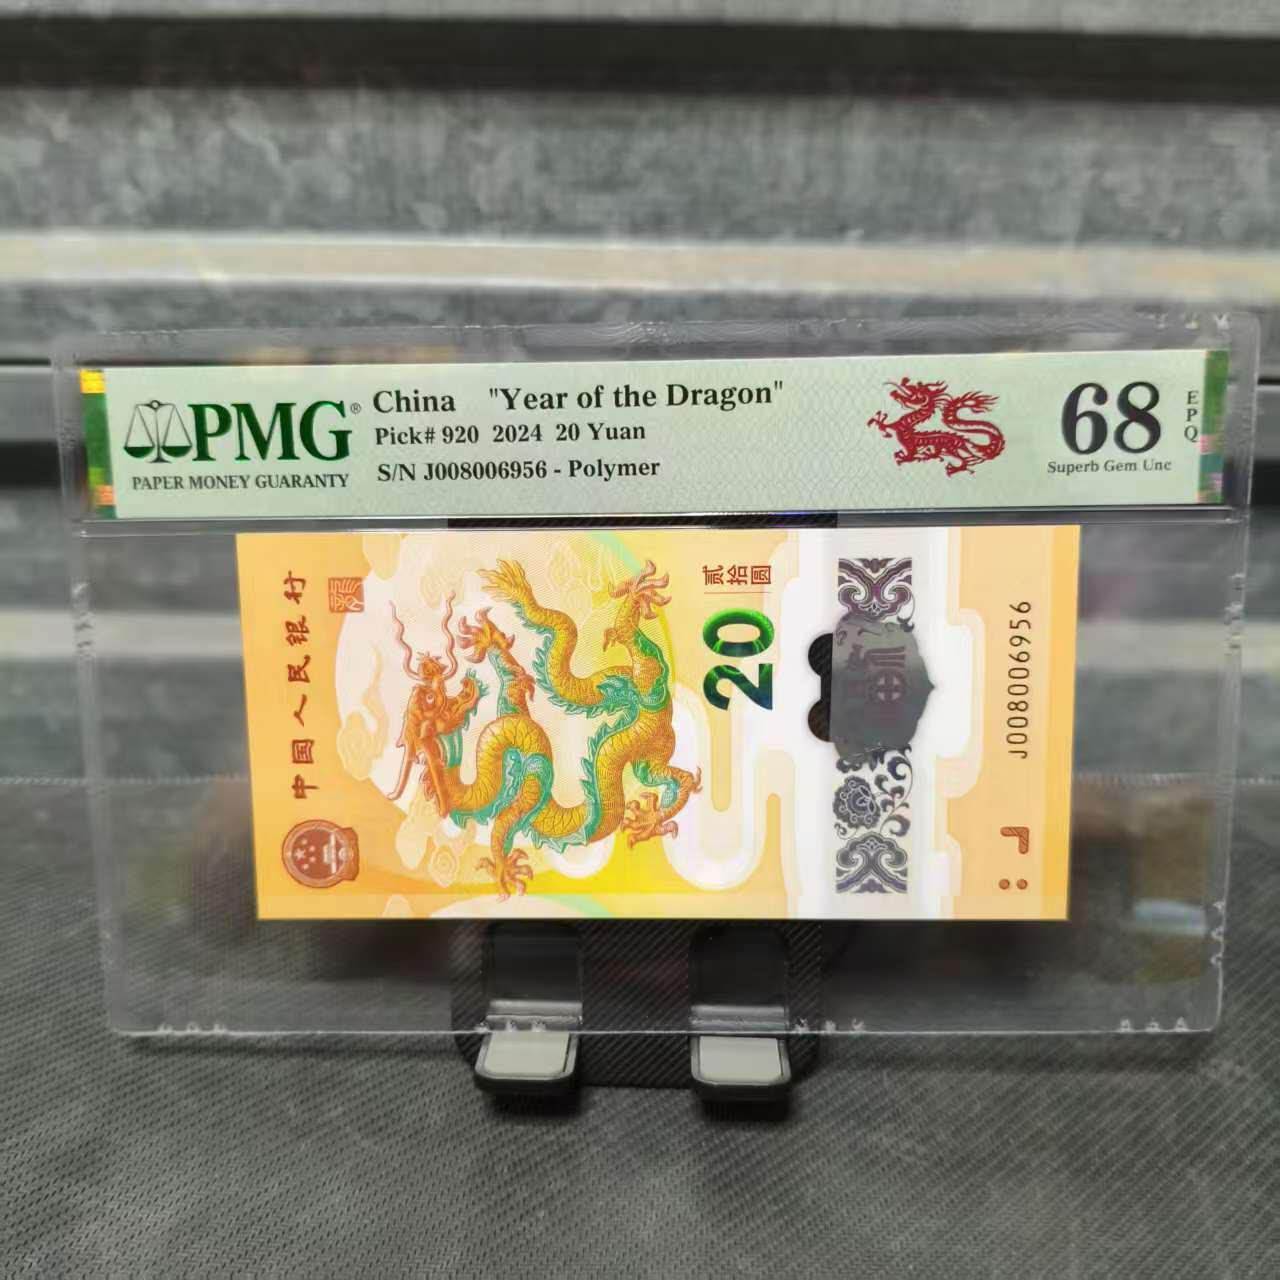 PMG®
PAPER MONEY GUARANTY
China "Year of the Dragon"
Pick# 920 2024 20 Yuan
S/N J008006956 - Polymer
68
EPQ
Superb Gem Unc
中国人民银行
贰拾圆
20
J008006956